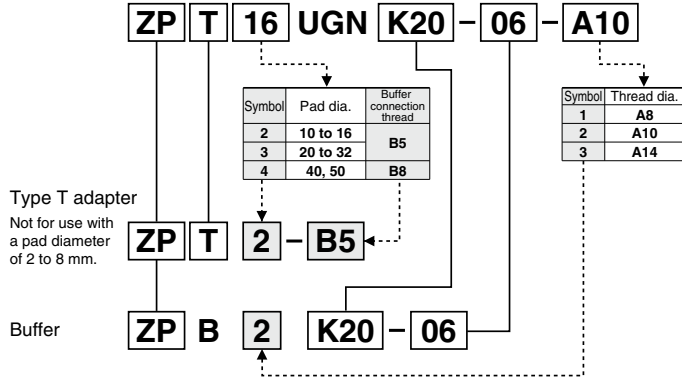 ZP T 16 UGN K20 – 06 – A10
Symbol Pad dia. Buffer connection thread
2 10 to 16 B5
3 20 to 32
4 40, 50 B8
Symbol Thread dia.
1 A8
2 A10
3 A14
Type T adapter
Not for use with
a pad diameter
of 2 to 8 mm.
ZP T 2 – B5
Buffer ZP B 2 K20 – 06